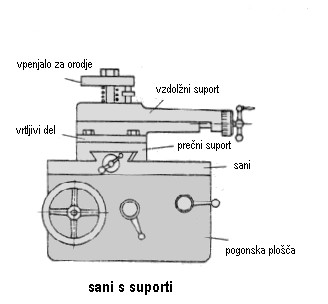 vpenjalo za orodje
vzdolžni suport
vrtljivi del
prečni suport
sani
pogonska plošča
sani s suporti